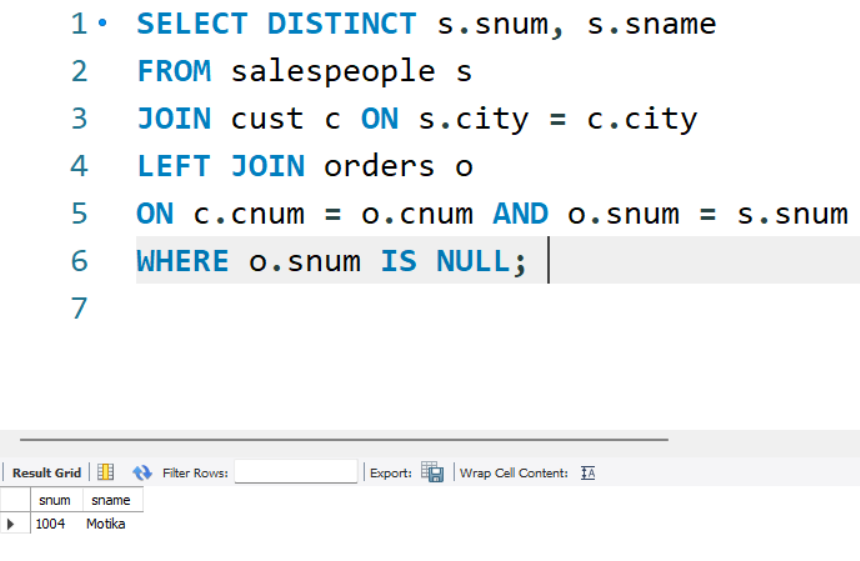 1 SELECT DISTINCT s.snum, s.sname
2 FROM salespeople s
3 JOIN cust c ON s.city = c.city
4 LEFT JOIN orders o
5 ON c.cnum = o.cnum AND o.snum = s.snum
6 WHERE o.snum IS NULL;
7
Result Grid Filter Rows: Export: Wrap Cell Content: IA
snum sname
1004 Motika